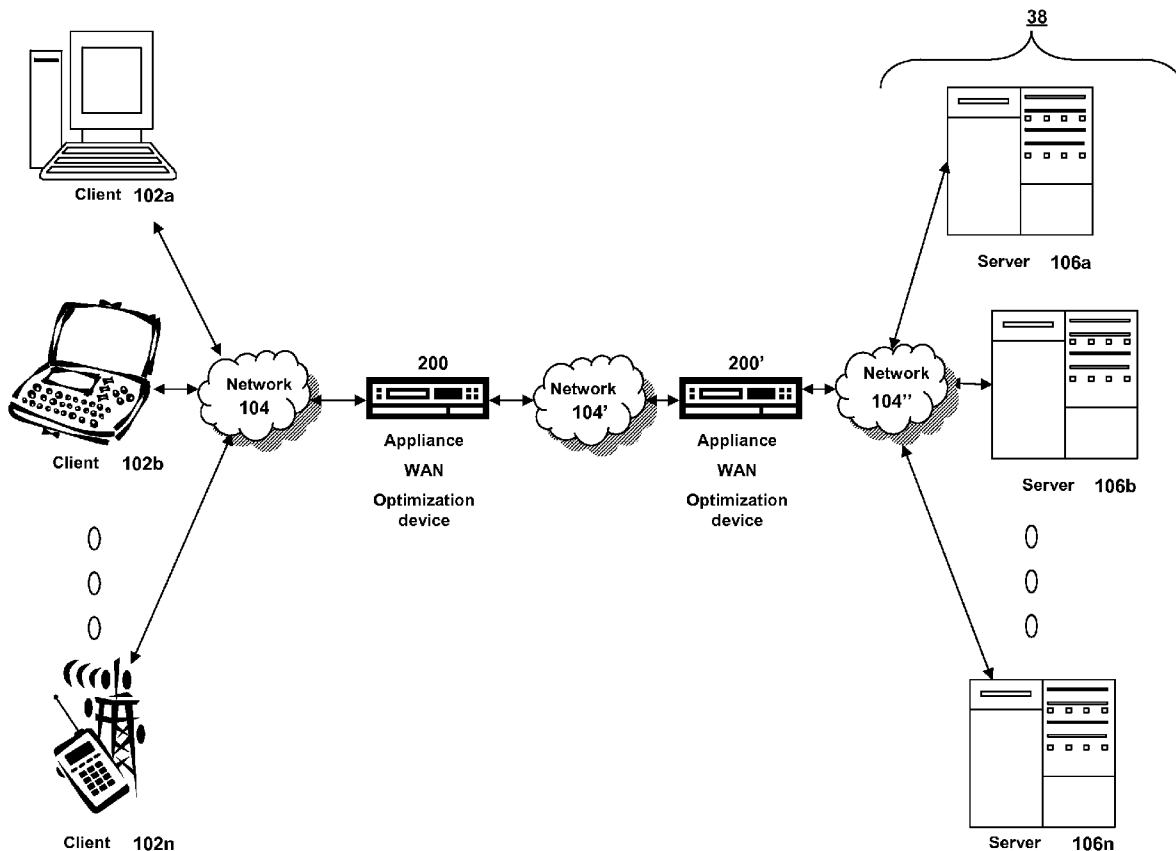 38
Client 102a
Server 106a
Client 102b
Network
104
200
Appliance
WAN
Optimization
device
Network
104'
200'
Appliance
WAN
Optimization
device
Network
104''
Server 106b
Client 102n
Server 106n